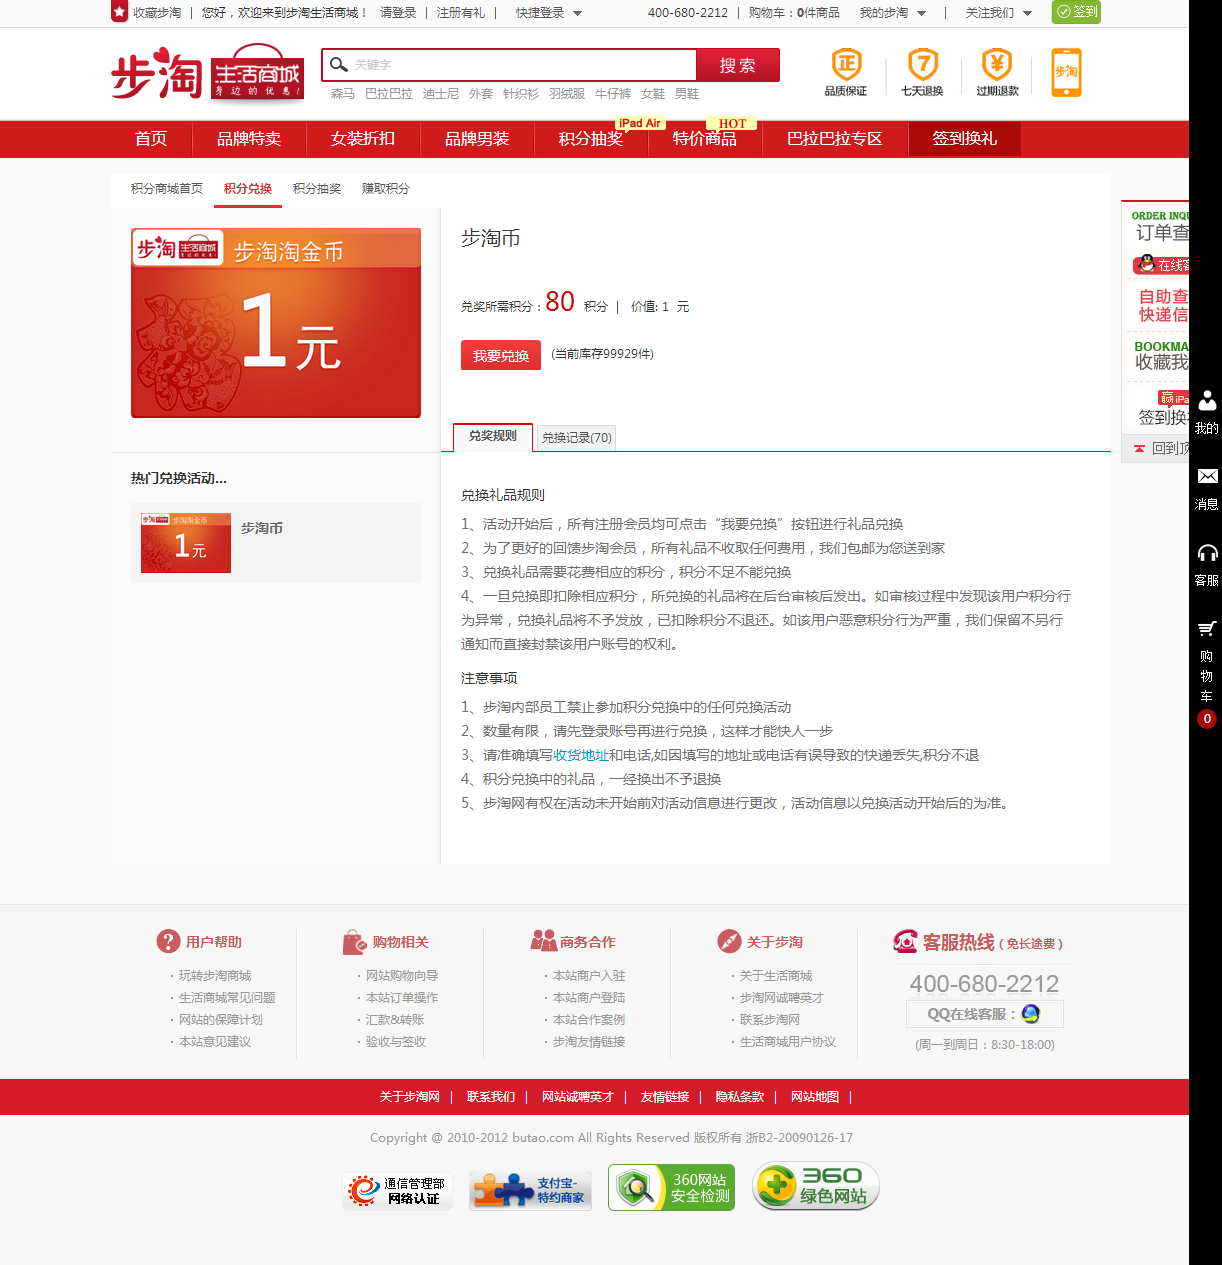 收藏步淘 | 您好，欢迎来到步淘生活商城！ 请登录 | 注册有礼 | 快捷登录 400-680-2212 | 购物车：0件商品 我的步淘 | 关注我们 签到
步淘 生活商城 身边的优惠！
关键字 搜索
森马 巴拉巴拉 迪士尼 外套 针织衫 羽绒服 牛仔裤 女鞋 男鞋
正 品质保证 7 七天退换 ¥ 过期退款 步淘
iPad Air HOT
首页 品牌特卖 女装折扣 品牌男装 积分抽奖 特价商品 巴拉巴拉专区 签到换礼
积分商城首页 积分兑换 积分抽奖 赚取积分
步淘 生活商城 步淘淘金币
1元
步淘币
兑奖所需积分：80 积分 | 价值: 1 元
我要兑换 (当前库存99929件)
兑奖规则 兑换记录(70)
热门兑换活动...
步淘 生活商城 步淘淘金币
1元
步淘币
兑换礼品规则
1、活动开始后，所有注册会员均可点击“我要兑换”按钮进行礼品兑换
2、为了更好的回馈步淘会员，所有礼品不收取任何费用，我们包邮为您送到家
3、兑换礼品需要花费相应的积分，积分不足不能兑换
4、一旦兑换即扣除相应积分，所兑换的礼品将在后台审核后发出。如审核过程中发现该用户积分行
为异常，兑换礼品将不予发放，已扣除积分不退还。如该用户恶意积分行为严重，我们保留不另行
通知而直接封禁该用户账号的权利。
注意事项
1、步淘内部员工禁止参加积分兑换中的任何兑换活动
2、数量有限，请先登录账号再进行兑换，这样才能快人一步
3、请准确填写收货地址和电话,如因填写的地址或电话有误导致的快递丢失,积分不退
4、积分兑换中的礼品，一经换出不予退换
5、步淘网有权在活动未开始前对活动信息进行更改，活动信息以兑换活动开始后的为准。
ORDER INQU
订单查
在线客
自助查
快递信
BOOKMA
收藏我
赢iPa
签到换
回到顶
我的
消息
客服
购
物
车
0
用户帮助 购物相关 商务合作 关于步淘 客服热线（免长途费）
· 玩转步淘商城 · 网站购物向导 · 本站商户入驻 · 关于生活商城 400-680-2212
· 生活商城常见问题 · 本站订单操作 · 本站商户登陆 · 步淘网诚聘英才 QQ在线客服：
· 网站的保障计划 · 汇款&转账 · 本站合作案例 · 联系步淘网
· 本站意见建议 · 验收与签收 · 步淘友情链接 · 生活商城用户协议 (周一到周日：8:30-18:00)
关于步淘网 | 联系我们 | 网站诚聘英才 | 友情链接 | 隐私条款 | 网站地图 |
Copyright @ 2010-2012 butao.com All Rights Reserved 版权所有 浙B2-20090126-17
通信管理部 网络认证
支付宝- 特约商家
360网站 安全检测
360 绿色网站